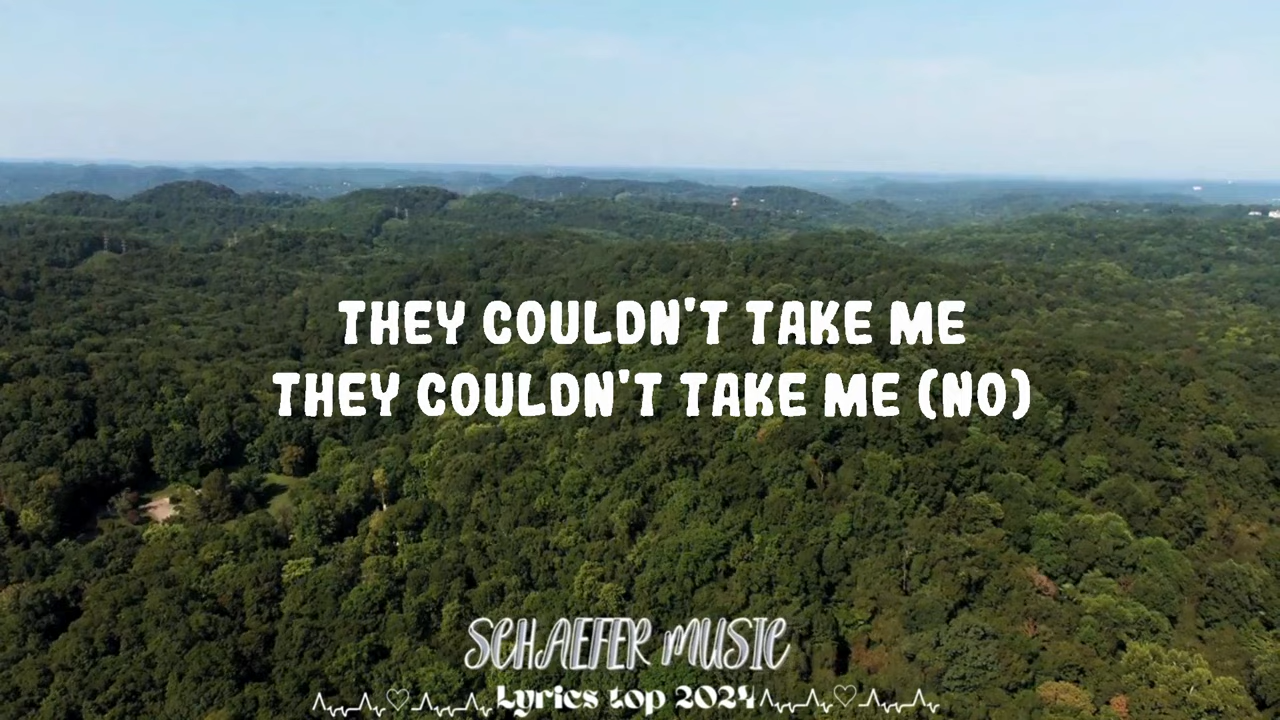 THEY COULDN'T TAKE ME
THEY COULDN'T TAKE ME (NO)
SCHAEFER MUSIC
Lyrics top 2024